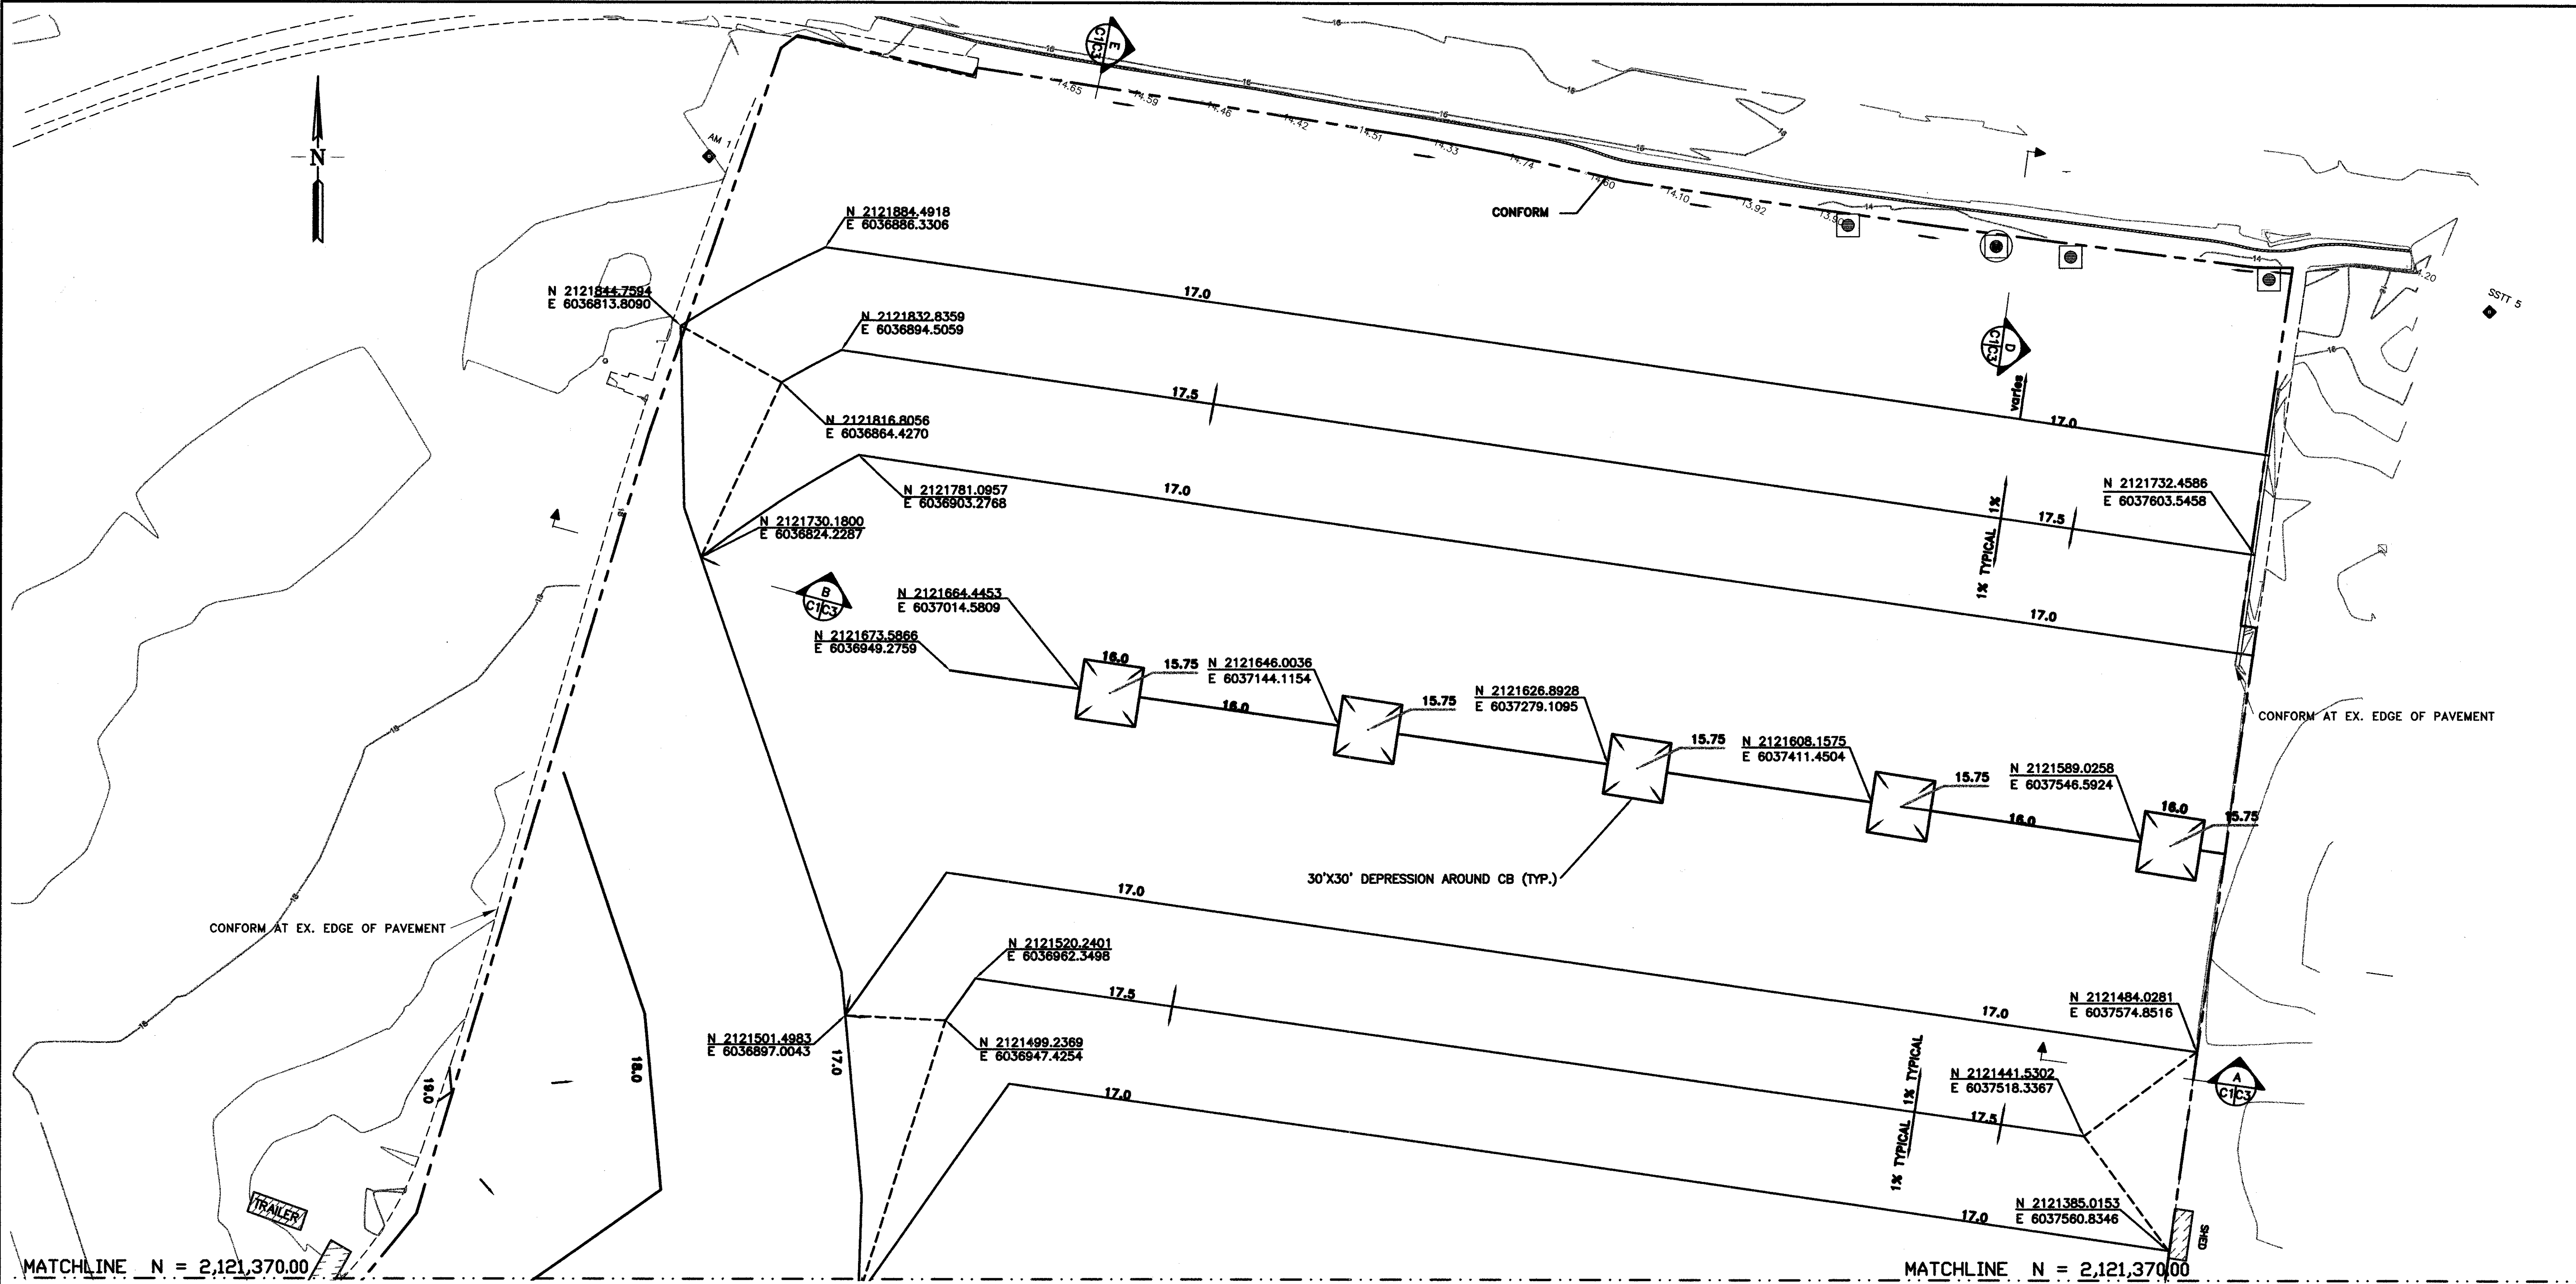 16
E
C1 C3
16
16
14.65
14.59
14.46
14.42
14.51
14.33
14.74
14.10
13.92
N
AM 1
CONFORM
14
14
SSTT 5
N 2121884.4918
E 6036886.3306
N 2121844.7594
E 6036813.8090
17.0
N 2121832.8359
E 6036894.5059
D
C1 C3
varies
17.5
17.0
N 2121816.8056
E 6036864.4270
N 2121732.4586
E 6037603.5458
N 2121781.0957
E 6036903.2768
17.0
1% TYPICAL 1%
17.5
N 2121730.1800
E 6036824.2287
B
C1 C3
N 2121664.4453
E 6037014.5809
17.0
N 2121673.5866
E 6036949.2759
16.0
15.75
N 2121646.0036
E 6037144.1154
16.0
15.75
N 2121626.8928
E 6037279.1095
15.75
N 2121608.1575
E 6037411.4504
CONFORM AT EX. EDGE OF PAVEMENT
15.75
N 2121589.0258
E 6037546.5924
16.0
16.0
15.75
30'X30' DEPRESSION AROUND CB (TYP.)
17.0
CONFORM AT EX. EDGE OF PAVEMENT
N 2121520.2401
E 6036962.3498
17.5
17.0
N 2121484.0281
E 6037574.8516
N 2121501.4983
E 6036897.0043
17.0
N 2121499.2369
E 6036947.4254
18.0
19.0
17.0
1% TYPICAL 1% TYPICAL
17.5
N 2121441.5302
E 6037518.3367
A
C1 C3
TRAILER
17.0
N 2121385.0153
E 6037560.8346
SHED
MATCHLINE N = 2,121,370.00
MATCHLINE N = 2,121,370.00